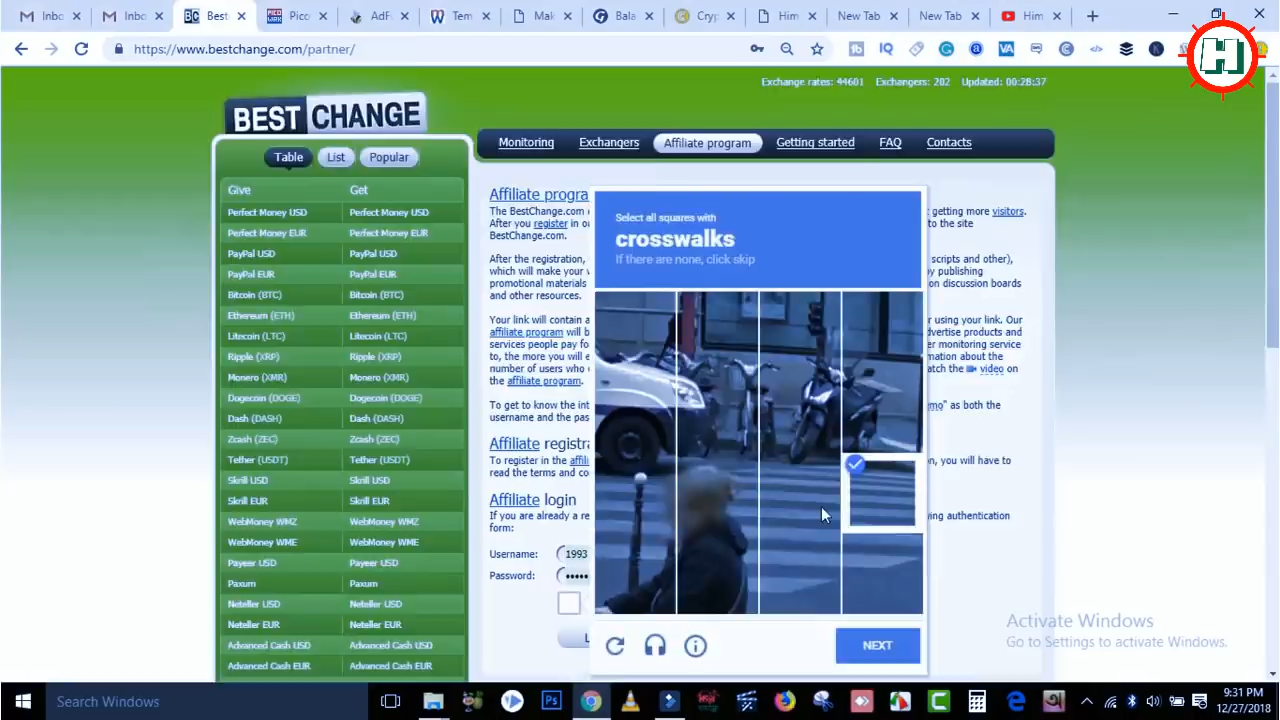 Inbo
Inbo
Best
Pico
AdF
Tem
Mak
Bala
Cryp
Him
New Tab
New Tab
Him
https://www.bestchange.com/partner/
H
Exchange rates: 44601 Exchangers: 202 Updated: 00:28:37
BEST CHANGE
Monitoring Exchangers Affiliate program Getting started FAQ Contacts
Table List Popular
Give Get
Perfect Money USD Perfect Money USD
Perfect Money EUR Perfect Money EUR
PayPal USD PayPal USD
PayPal EUR PayPal EUR
Bitcoin (BTC) Bitcoin (BTC)
Ethereum (ETH) Ethereum (ETH)
Litecoin (LTC) Litecoin (LTC)
Ripple (XRP) Ripple (XRP)
Monero (XMR) Monero (XMR)
Dogecoin (DOGE) Dogecoin (DOGE)
Dash (DASH) Dash (DASH)
Zcash (ZEC) Zcash (ZEC)
Tether (USDT) Tether (USDT)
Skrill USD Skrill USD
Skrill EUR Skrill EUR
WebMoney WMZ WebMoney WMZ
WebMoney WME WebMoney WME
Payeer USD Payeer USD
Paxum Paxum
Neteller USD Neteller USD
Neteller EUR Neteller EUR
Advanced Cash USD Advanced Cash USD
Advanced Cash EUR Advanced Cash EUR
Affiliate progra
The BestChange.com getting more visitors.
After you register in ou to the site
BestChange.com.
After the registration, scripts and other),
which will make your by publishing
promotional materials on discussion boards
and other resources.
Your link will contain a r using your link. Our
affiliate program will b dvertise products and
services people pay fo er monitoring service
to, the more you will e mation about the
number of users who atch the video on
the affiliate program.
To get to know the int mo" as both the
username and the pas
Affiliate registra
To register in the affili on, you will have to
read the terms and co
Affiliate login
If you are already a re ving authentication
form:
Username: 1993
Password: •••••
L
Select all squares with
crosswalks
If there are none, click skip
NEXT
Activate Windows
Go to Settings to activate Windows.
Search Windows
9:31 PM
12/27/2018